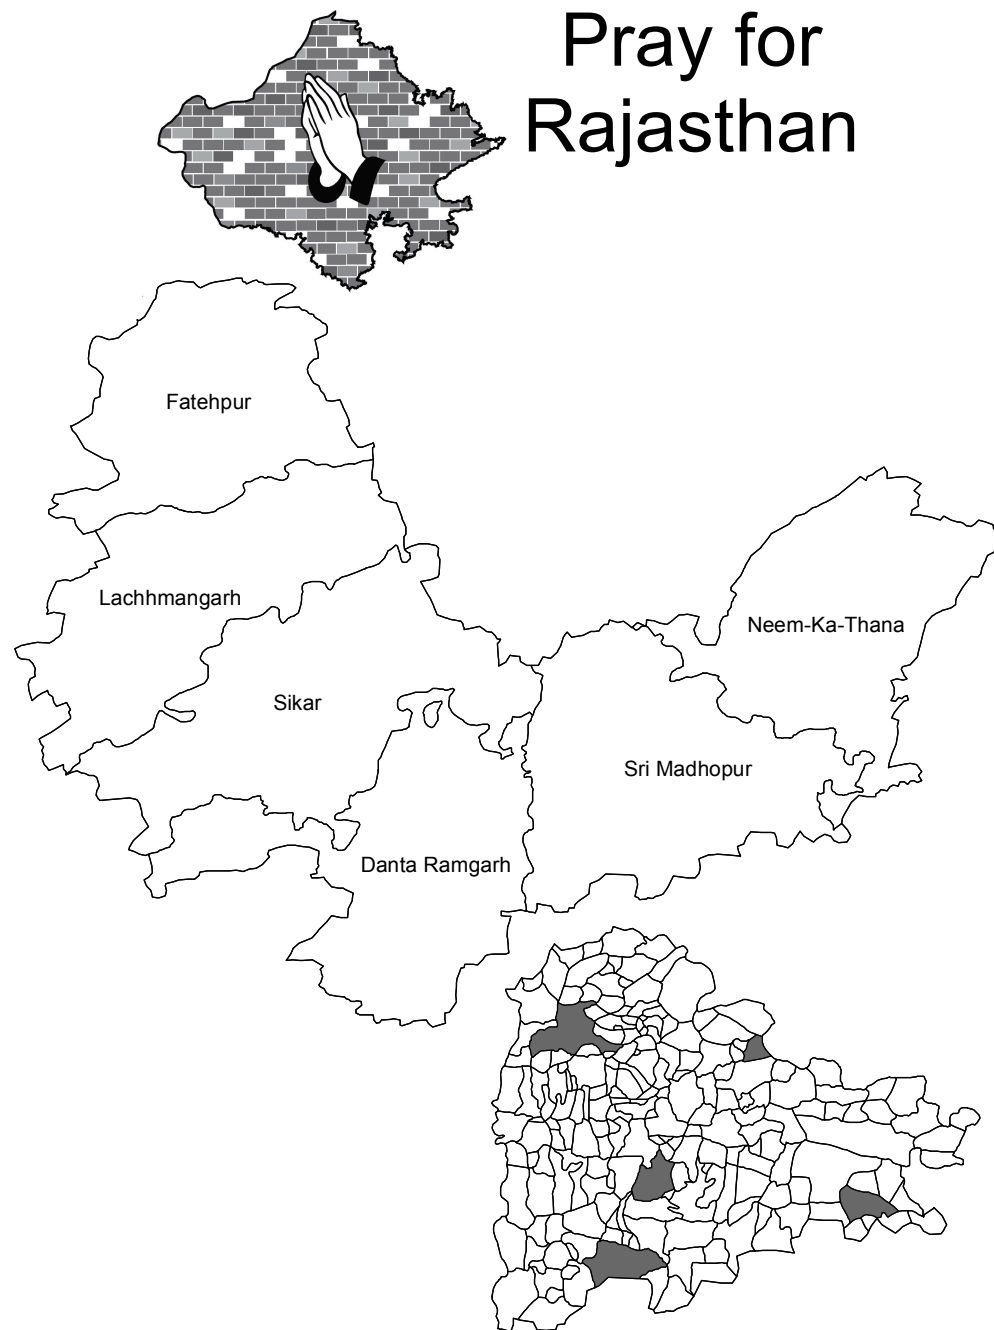 Pray for
Rajasthan
Fatehpur
Lachhmangarh
Neem-Ka-Thana
Sikar
Sri Madhopur
Danta Ramgarh